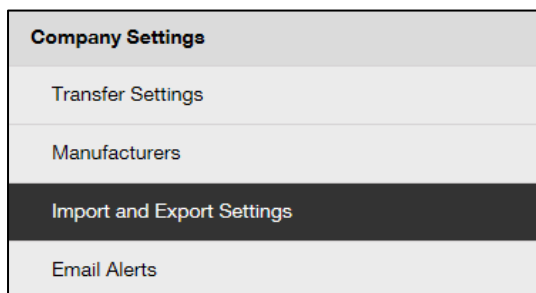 Company Settings
Transfer Settings
Manufacturers
Import and Export Settings
Email Alerts